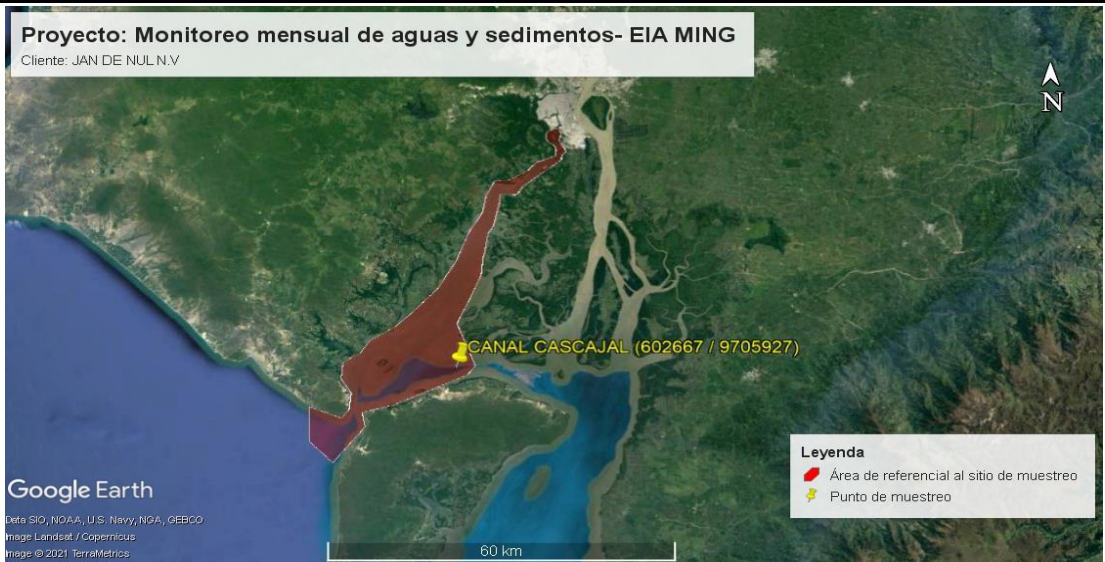 Proyecto: Monitoreo mensual de aguas y sedimentos- EIA MING
Cliente: JAN DE NUL N.V
N
CANAL CASCAJAL (602667 / 9705927)
Leyenda
Área de referencial al sitio de muestreo
Punto de muestreo
Google Earth
Data SIO, NOAA, U.S. Navy, NGA, GEBCO
Image Landsat / Copernicus
Image © 2021 TerraMetrics
60 km